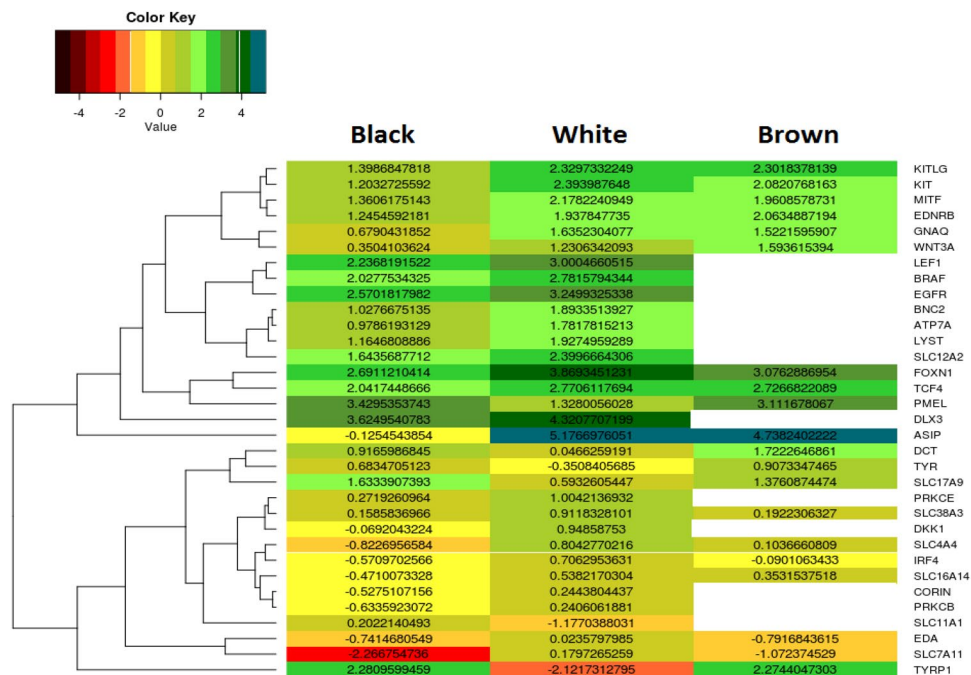 Color Key
-4 -2 0 2 4
Value
Black White Brown
1.3986847818 2.3297332249 2.3018378139 KITLG
1.2032725592 2.393987648 2.0820768163 KIT
1.3606175143 2.1782240949 1.9608578731 MITF
1.2454592181 1.937847735 2.0634887194 EDNRB
0.6790431852 1.6352304077 1.5221595907 GNAQ
0.3504103624 1.2306342093 1.593615394 WNT3A
2.2368191522 3.0004660515 LEF1
2.0277534325 2.7815794344 BRAF
2.5701817982 3.2499325338 EGFR
1.0276675135 1.8933513927 BNC2
0.9786193129 1.7817815213 ATP7A
1.1646808886 1.9274959289 LYST
1.6435687712 2.3996664306 SLC12A2
2.6911210414 3.8693451231 3.0762886954 FOXN1
2.0417448666 2.7706117694 2.7266822089 TCF4
3.4295353743 1.3280056028 3.111678067 PMEL
3.6249540783 4.3207707199 DLX3
-0.1254543854 5.1766976051 4.7382402222 ASIP
0.9165986845 0.0466259191 1.7222646861 DCT
0.6834705123 -0.3508405685 0.9073347465 TYR
1.6333907393 0.5932605447 1.3760874474 SLC17A9
0.2719260964 1.0042136932 PRKCE
0.1585836966 0.9118328101 0.1922306327 SLC38A3
-0.0692043224 0.94858753 DKK1
-0.8226956584 0.8042770216 0.1036660809 SLC4A4
-0.5709702566 0.7062953631 -0.0901063433 IRF4
-0.4710073328 0.5382170304 0.3531537518 SLC16A14
-0.5275107156 0.2443804437 CORIN
-0.6335923072 0.2406061881 PRKCB
0.2022140493 -1.1770388031 SLC11A1
-0.7414680549 0.0235797985 -0.7916843615 EDA
-2.266754736 0.1797265259 -1.072374529 SLC7A11
2.2809599459 -2.1217312795 2.2744047303 TYRP1